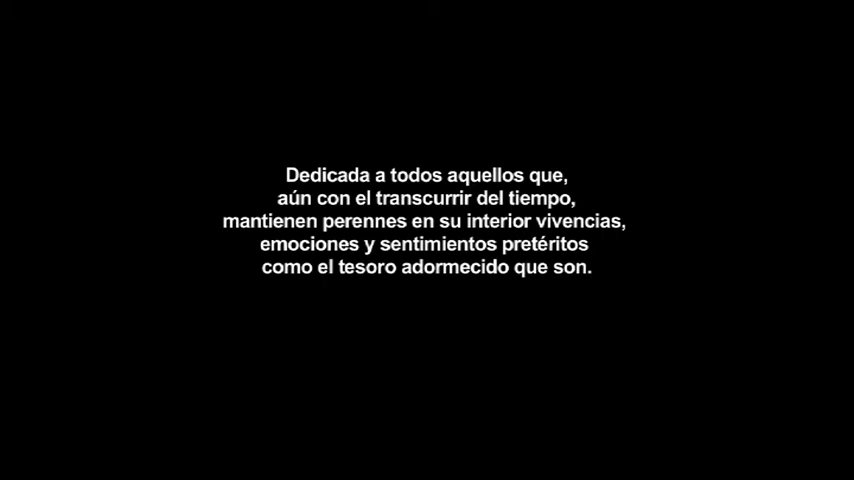 Dedicada a todos aquellos que,
aún con el transcurrir del tiempo,
mantienen perennes en su interior vivencias,
emociones y sentimientos pretéritos
como el tesoro adormecido que son.